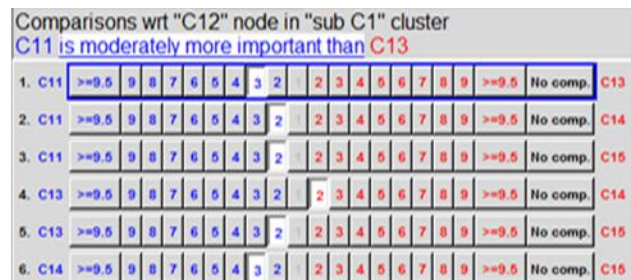 Comparisons wrt "C12" node in "sub C1" cluster
C11 is moderately more important than C13
1. C11 >=9.5 9 8 7 6 5 4 3 2 1 2 3 4 5 6 7 8 9 >=9.5 No comp. C13
2. C11 >=9.5 9 8 7 6 5 4 3 2 1 2 3 4 5 6 7 8 9 >=9.5 No comp. C14
3. C11 >=9.5 9 8 7 6 5 4 3 2 1 2 3 4 5 6 7 8 9 >=9.5 No comp. C15
4. C13 >=9.5 9 8 7 6 5 4 3 2 1 2 3 4 5 6 7 8 9 >=9.5 No comp. C14
5. C13 >=9.5 9 8 7 6 5 4 3 2 1 2 3 4 5 6 7 8 9 >=9.5 No comp. C15
6. C14 >=9.5 9 8 7 6 5 4 3 2 1 2 3 4 5 6 7 8 9 >=9.5 No comp. C15